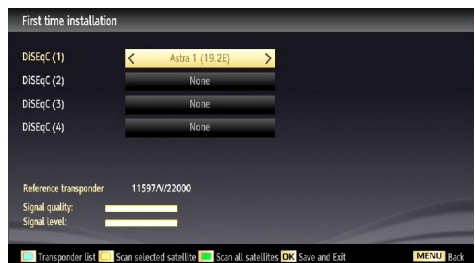 First time installation
DiSEqC (1) < Astra 1 (19.2E) >
DiSEqC (2) None
DiSEqC (3) None
DiSEqC (4) None
Reference transponder 11597/V/22000
Signal quality:
Signal level:
Transponder list Scan selected satellite Scan all satellites OK Save and Exit MENU Back